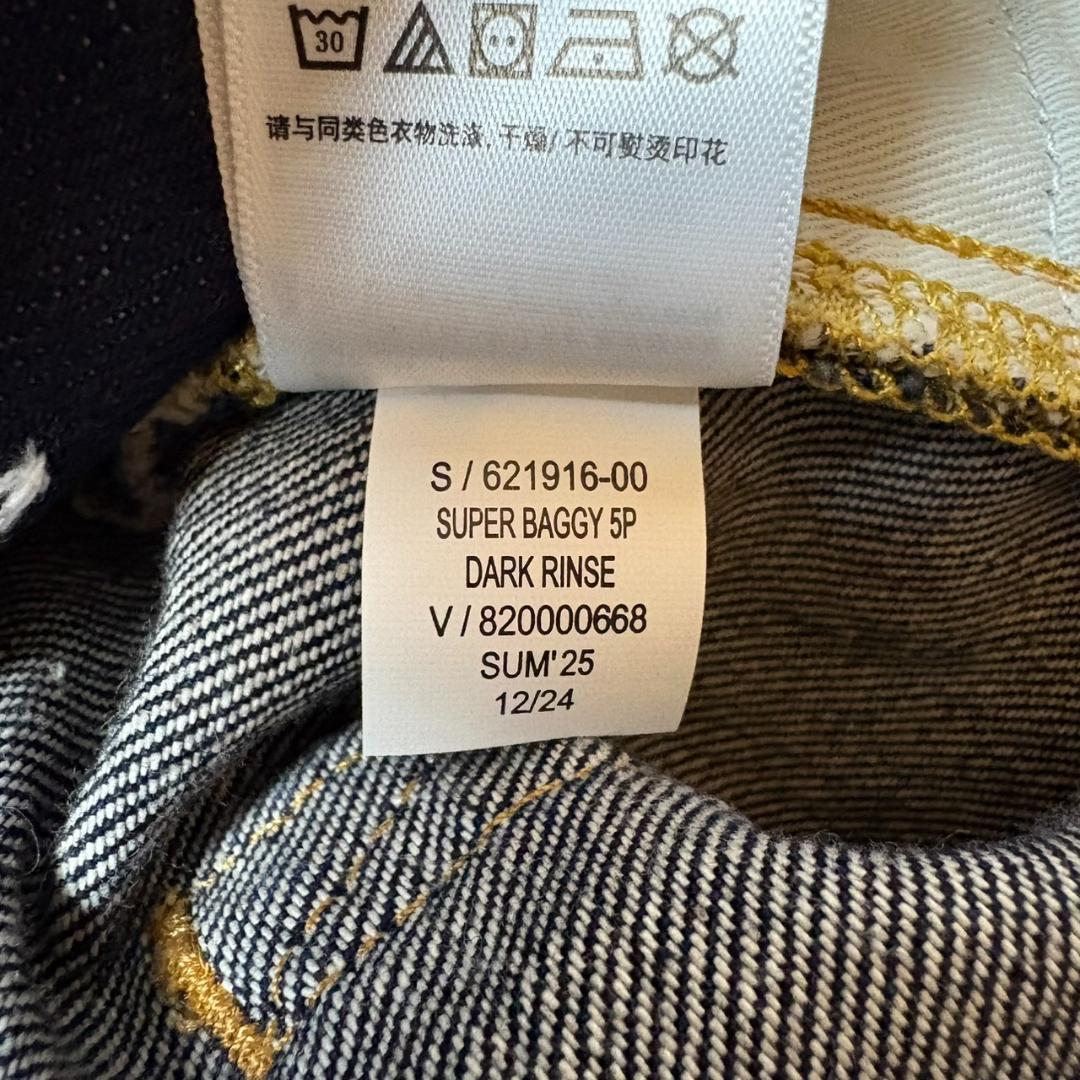 30
请与同类色衣物洗涤, 干燥/ 不可熨烫印花
S / 621916-00
SUPER BAGGY 5P
DARK RINSE
V / 820000668
SUM'25
12/24